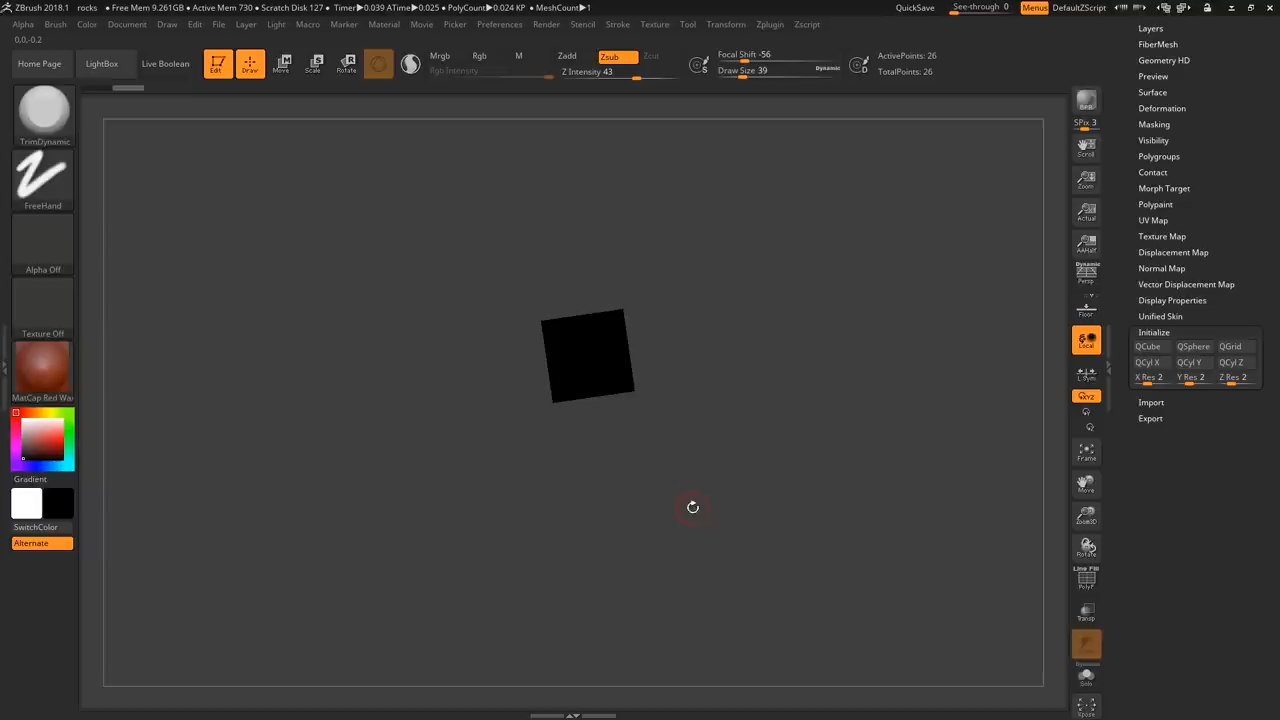 ZBrush 2018.1 rocks • Free Mem 9.261GB • Active Mem 730 • Scratch Disk 127 • Timer▶0.039 ATime▶0.025 • PolyCount▶0.024 KP • MeshCount▶1 QuickSave See-through 0 Menus DefaultZScript
Alpha Brush Color Document Draw Edit File Layer Light Macro Marker Material Movie Picker Preferences Render Stencil Stroke Texture Tool Transform Zplugin Zscript
0,0,-0.2
Home Page LightBox Live Boolean
Edit Draw Move Scale Rotate
Mrgb Rgb M
Rgb Intensity
Zadd Zsub Zcut
Z Intensity 43
Focal Shift -56
Draw Size 39 Dynamic
ActivePoints: 26
TotalPoints: 26
TrimDynamic
FreeHand
Alpha Off
Texture Off
MatCap Red Wax
Gradient
SwitchColor
Alternate
BPR
SPix 3
Scroll
Zoom
Actual
AAHalf
Dynamic
Persp
Floor
Local
L.Sym
XYZ
Frame
Move
Zoom3D
Rotate
Line Fill
PolyF
Transp
Dynamic
Solo
Xpose
Layers
FiberMesh
Geometry HD
Preview
Surface
Deformation
Masking
Visibility
Polygroups
Contact
Morph Target
Polypaint
UV Map
Texture Map
Displacement Map
Normal Map
Vector Displacement Map
Display Properties
Unified Skin
Initialize
QCube QSphere QGrid
QCyl X QCyl Y QCyl Z
X Res 2 Y Res 2 Z Res 2
Import
Export